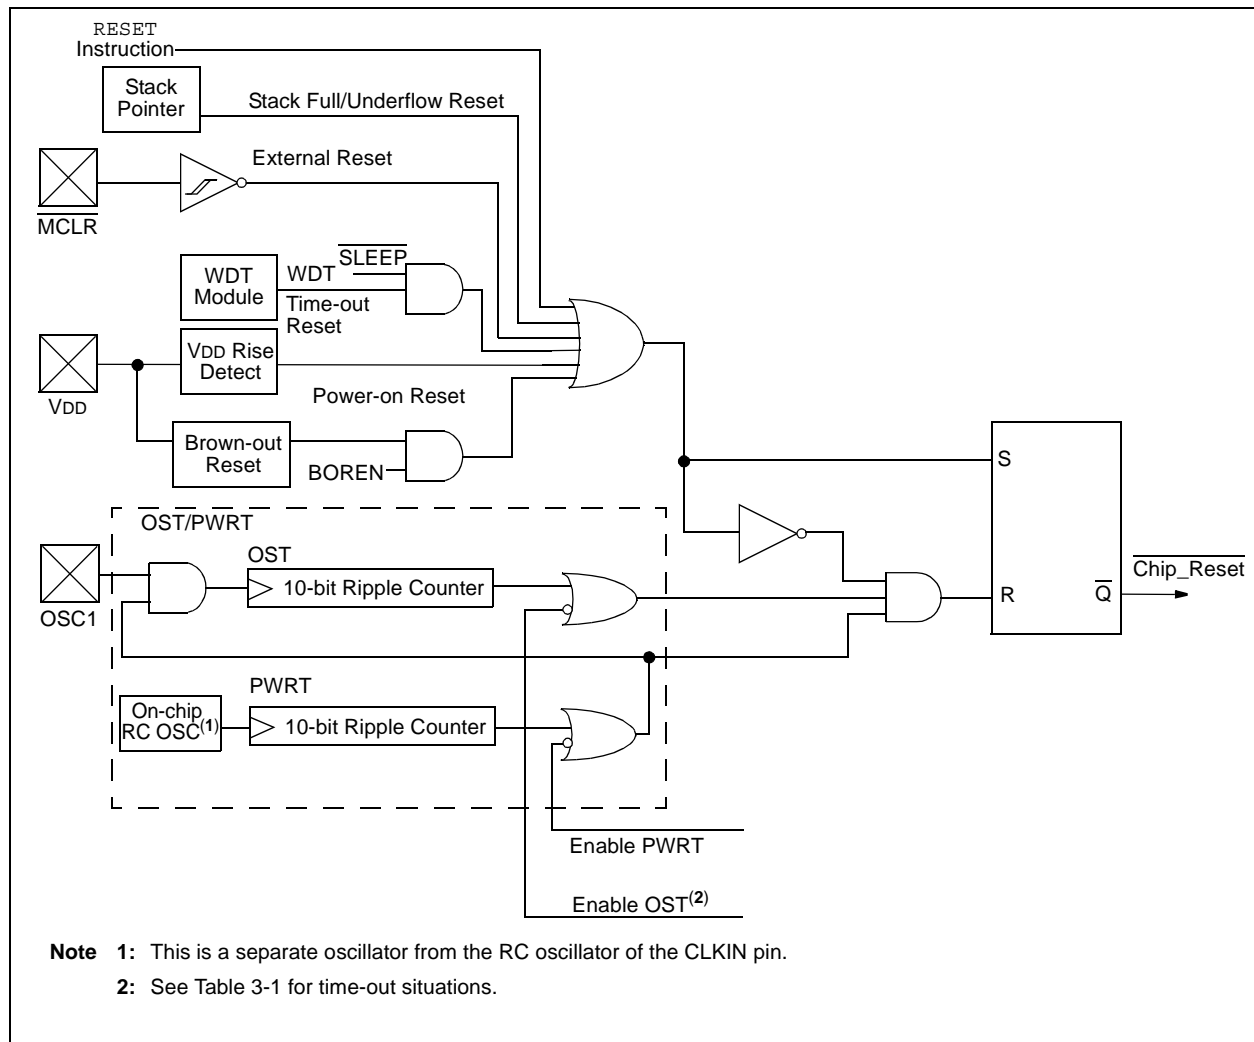 RESET
Instruction
Stack
Pointer
Stack Full/Underflow Reset
External Reset
MCLR
SLEEP
WDT
Module
WDT
Time-out
Reset
VDD Rise
Detect
VDD
Power-on Reset
Brown-out
Reset
BOREN
S
OST/PWRT
OST
10-bit Ripple Counter
OSC1
Chip_Reset
R
Q
PWRT
On-chip
RC OSC(1)
10-bit Ripple Counter
Enable PWRT
Enable OST(2)
Note 1: This is a separate oscillator from the RC oscillator of the CLKIN pin.
2: See Table 3-1 for time-out situations.